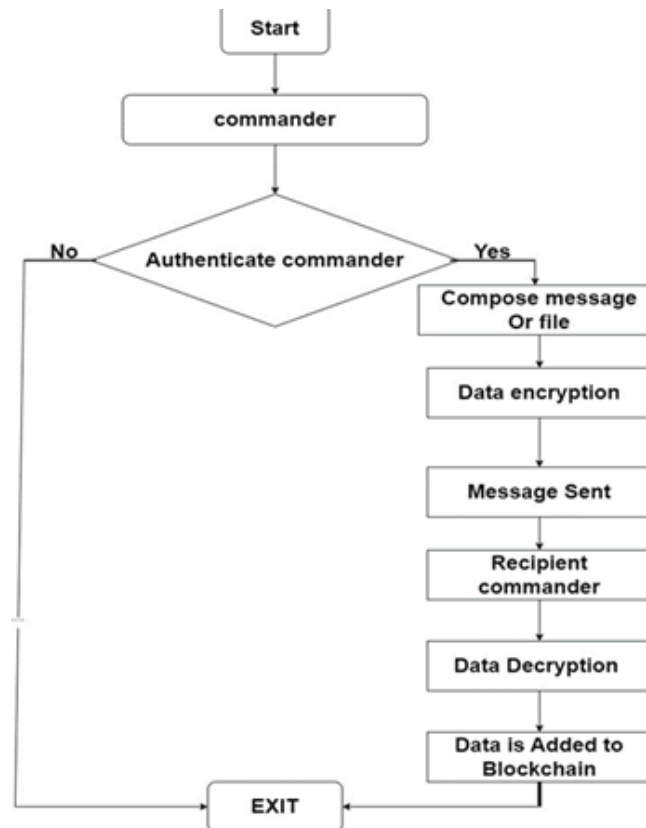 Start
commander
No
Authenticate commander
Yes
Compose message
Or file
Data encryption
Message Sent
Recipient
commander
Data Decryption
Data is Added to
Blockchain
EXIT